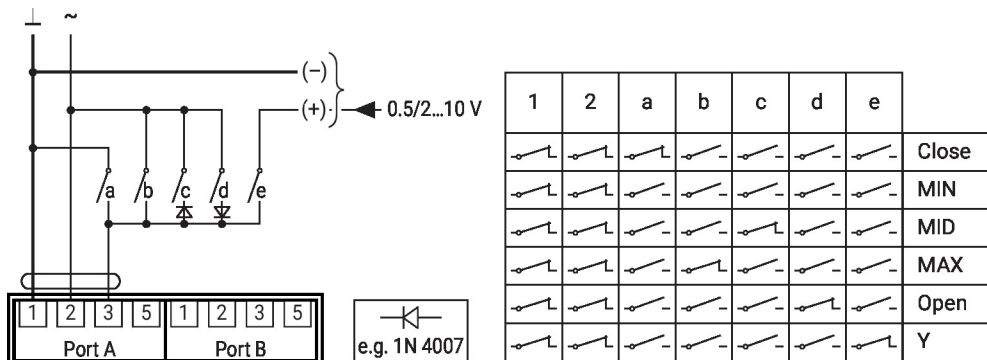 ⊥ ~
(−)
(+) 0.5/2...10 V
a b c d e
1 2 3 5 1 2 3 5
Port A Port B
e.g. 1N 4007
1 2 a b c d e
Close
MIN
MID
MAX
Open
Y